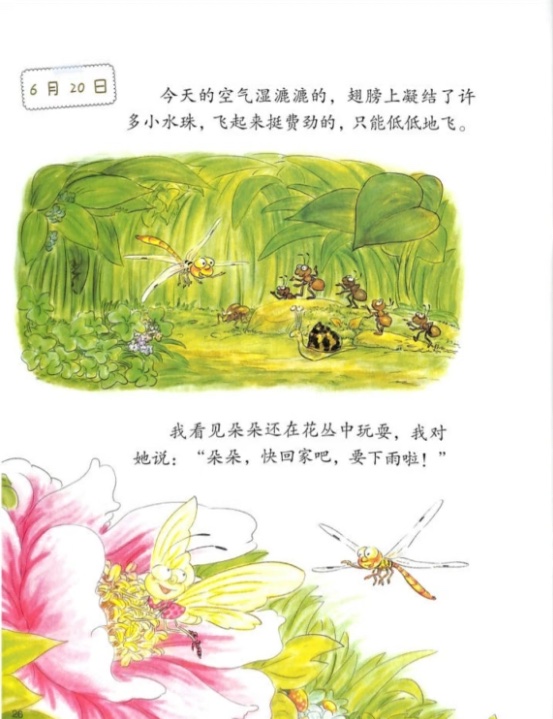 6月20日
今天的空气湿漉漉的，翅膀上凝结了许
多小水珠，飞起来挺费劲的，只能低低地飞。
我看见朵朵还在花丛中玩耍，我对
她说：“朵朵，快回家吧，要下雨啦！”